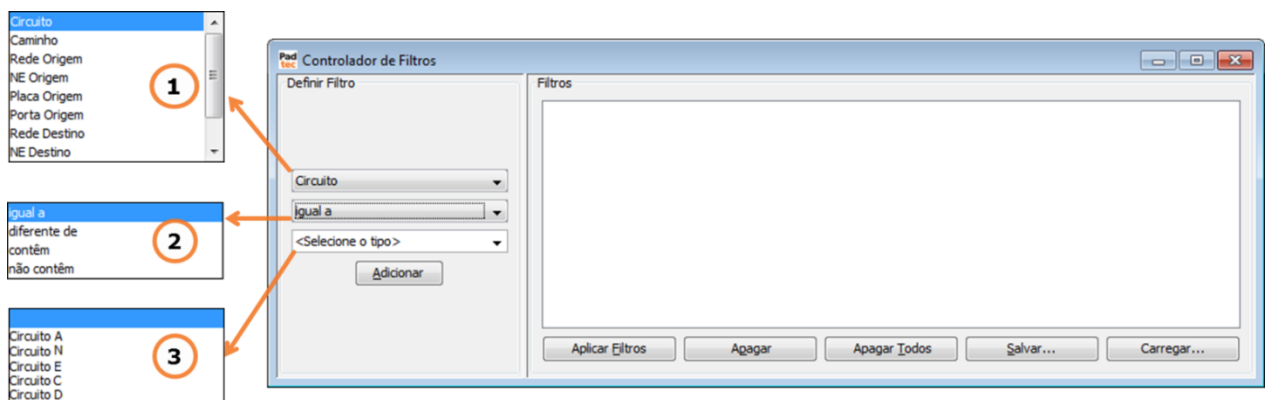 Circuito
Caminho
Rede Origem
NE Origem
Placa Origem
Porta Origem
Rede Destino
NE Destino
1
igual a
diferente de
contêm
não contêm
2
Circuito A
Circuito N
Circuito E
Circuito C
Circuito D
3
Pad
tec
Controlador de Filtros
Definir Filtro
Circuito
igual a
<Selecione o tipo>
Adicionar
Filtros
Aplicar Filtros
Apagar
Apagar Todos
Salvar...
Carregar...